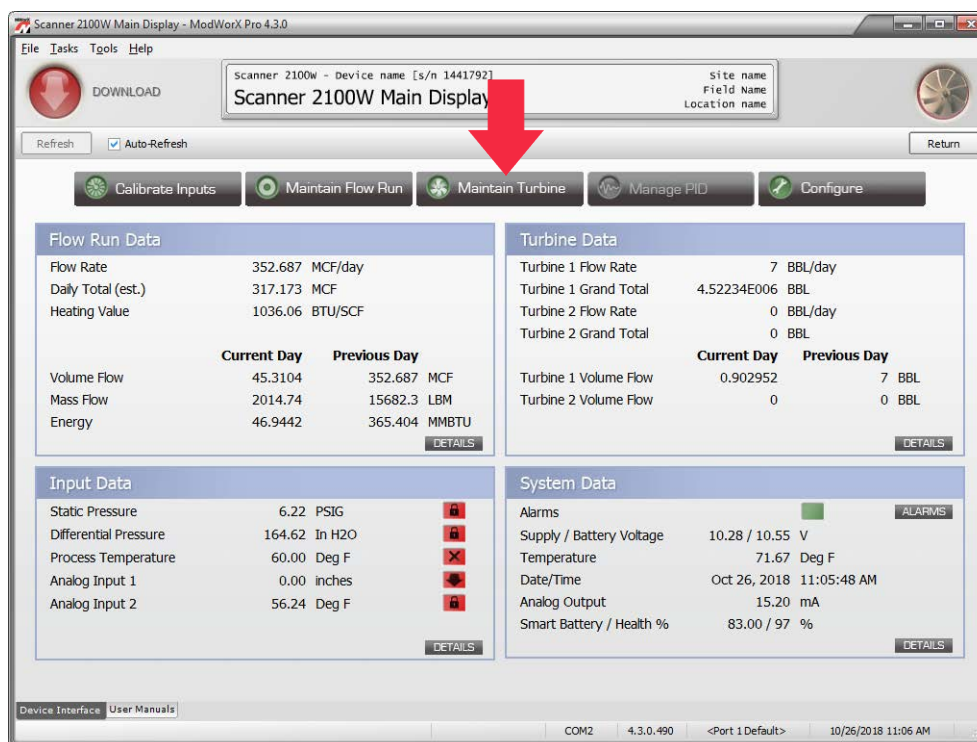 Scanner 2100W Main Display - ModWorX Pro 4.3.0
File Tasks Tools Help
DOWNLOAD
Scanner 2100W - Device name [s/n 1441792]
Scanner 2100W Main Display
Site name
Field Name
Location name
Refresh Auto-Refresh Return
Calibrate Inputs Maintain Flow Run Maintain Turbine Manage PID Configure
Flow Run Data
Flow Rate 352.687 MCF/day
Daily Total (est.) 317.173 MCF
Heating Value 1036.06 BTU/SCF
Current Day Previous Day
Volume Flow 45.3104 352.687 MCF
Mass Flow 2014.74 15682.3 LBM
Energy 46.9442 365.404 MMBTU
DETAILS
Turbine Data
Turbine 1 Flow Rate 7 BBL/day
Turbine 1 Grand Total 4.52234E006 BBL
Turbine 2 Flow Rate 0 BBL/day
Turbine 2 Grand Total 0 BBL
Current Day Previous Day
Turbine 1 Volume Flow 0.902952 7 BBL
Turbine 2 Volume Flow 0 0 BBL
DETAILS
Input Data
Static Pressure 6.22 PSIG
Differential Pressure 164.62 In H2O
Process Temperature 60.00 Deg F
Analog Input 1 0.00 inches
Analog Input 2 56.24 Deg F
DETAILS
System Data
Alarms ALARMS
Supply / Battery Voltage 10.28 / 10.55 V
Temperature 71.67 Deg F
Date/Time Oct 26, 2018 11:05:48 AM
Analog Output 15.20 mA
Smart Battery / Health % 83.00 / 97 %
DETAILS
Device Interface User Manuals
COM2 4.3.0.490 <Port 1 Default> 10/26/2018 11:06 AM